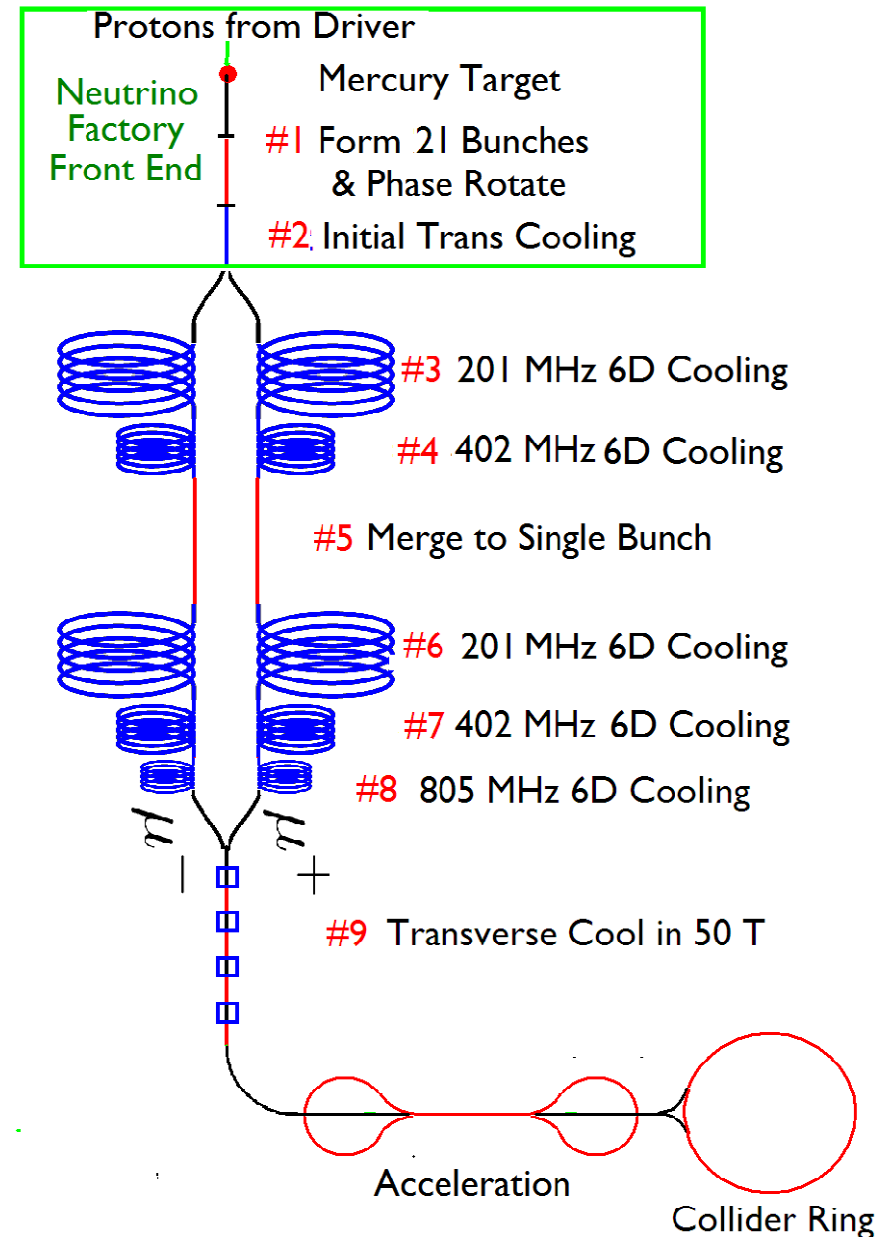 Protons from Driver
Mercury Target
Neutrino
Factory
Front End
#1 Form 21 Bunches
& Phase Rotate
#2 Initial Trans Cooling
#3 201 MHz 6D Cooling
#4 402 MHz 6D Cooling
#5 Merge to Single Bunch
#6 201 MHz 6D Cooling
#7 402 MHz 6D Cooling
#8 805 MHz 6D Cooling
μ− μ+
#9 Transverse Cool in 50 T
Acceleration
Collider Ring